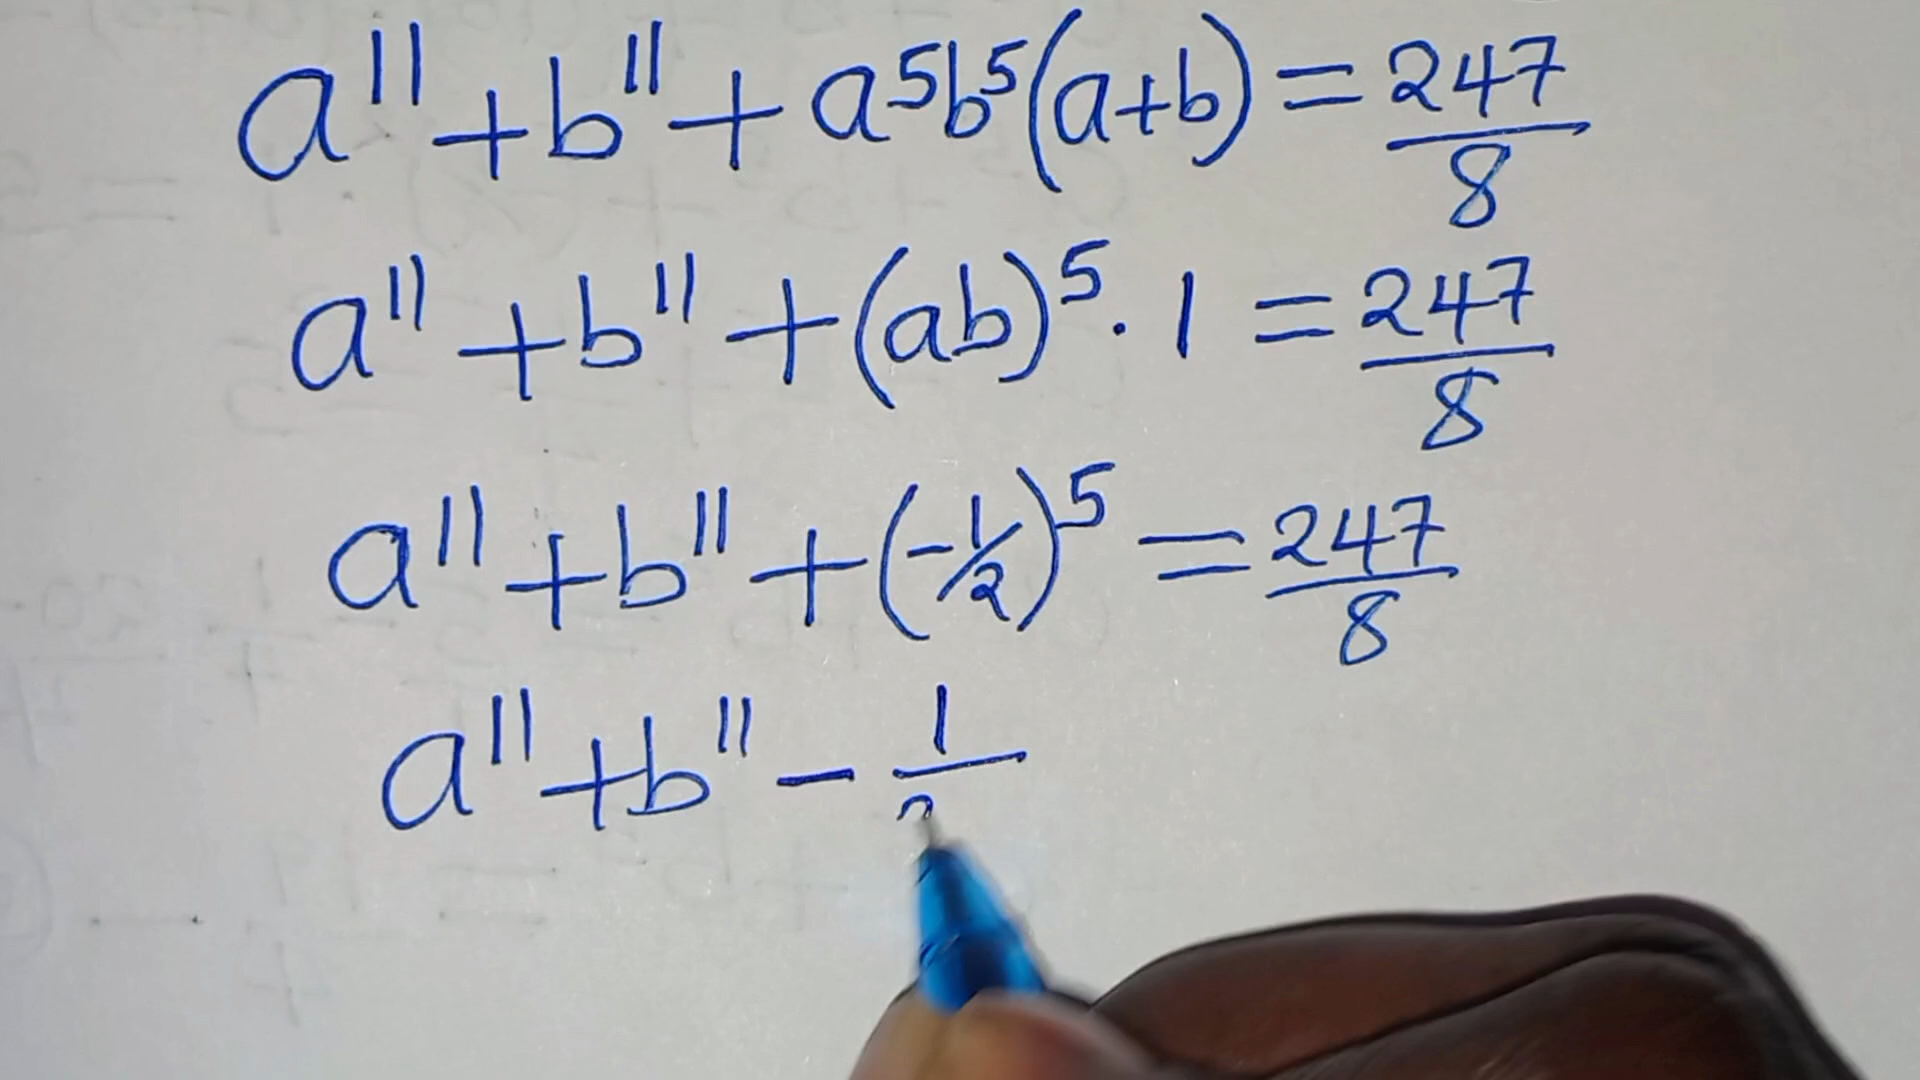 a¹¹ + b¹¹ + a⁵b⁵(a+b) = 247/8
a¹¹ + b¹¹ + (ab)⁵ · 1 = 247/8
a¹¹ + b¹¹ + (-1/2)⁵ = 247/8
a¹¹ + b¹¹ - 1/